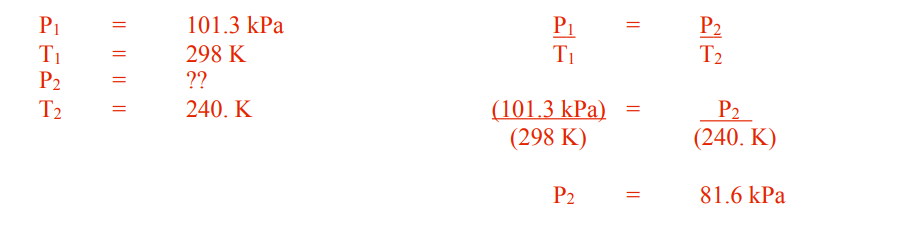 P₁ = 101.3 kPa
T₁ = 298 K
P₂ = ??
T₂ = 240. K
P₁ = P₂
T₁ T₂
(101.3 kPa) = P₂
(298 K) (240. K)
P₂ = 81.6 kPa